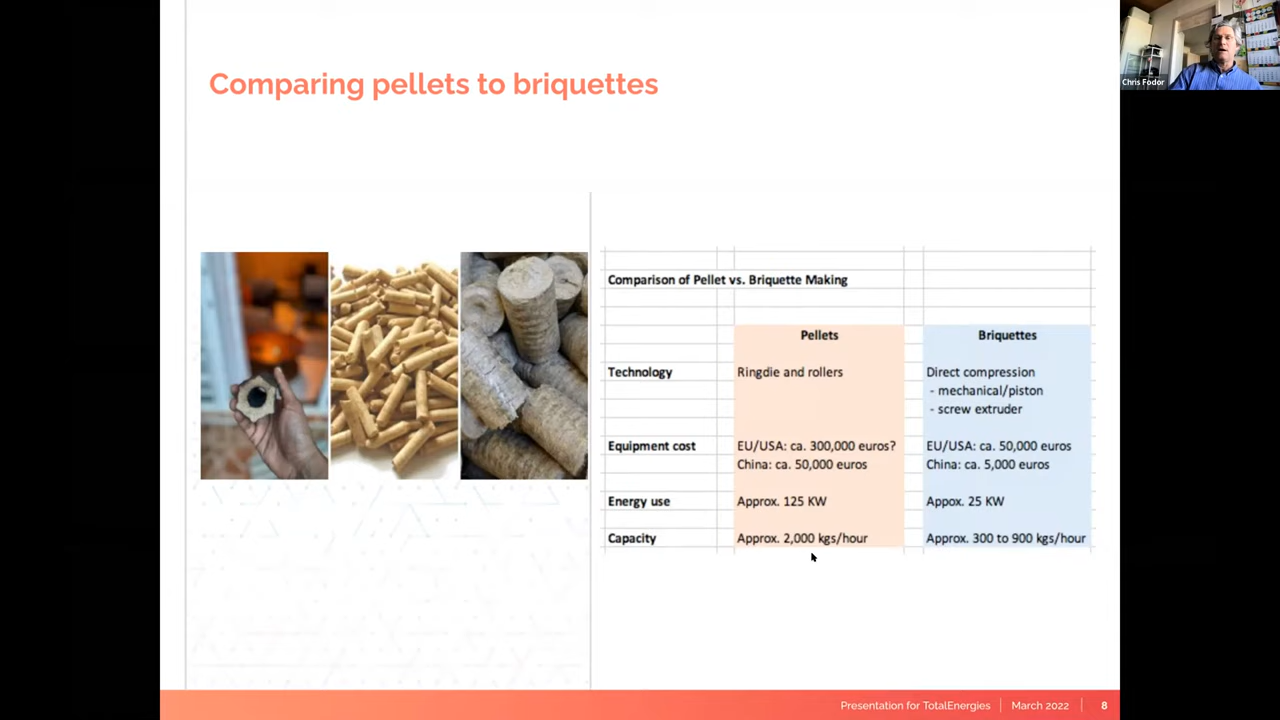 Comparing pellets to briquettes
Chris Fodor
Comparison of Pellet vs. Briquette Making
Pellets Briquettes
Technology Ringdie and rollers Direct compression
- mechanical/piston
- screw extruder
Equipment cost EU/USA: ca. 300,000 euros? EU/USA: ca. 50,000 euros
China: ca. 50,000 euros China: ca. 5,000 euros
Energy use Approx. 125 KW Appox. 25 KW
Capacity Approx. 2,000 kgs/hour Approx. 300 to 900 kgs/hour
Presentation for TotalEnergies March 2022 8